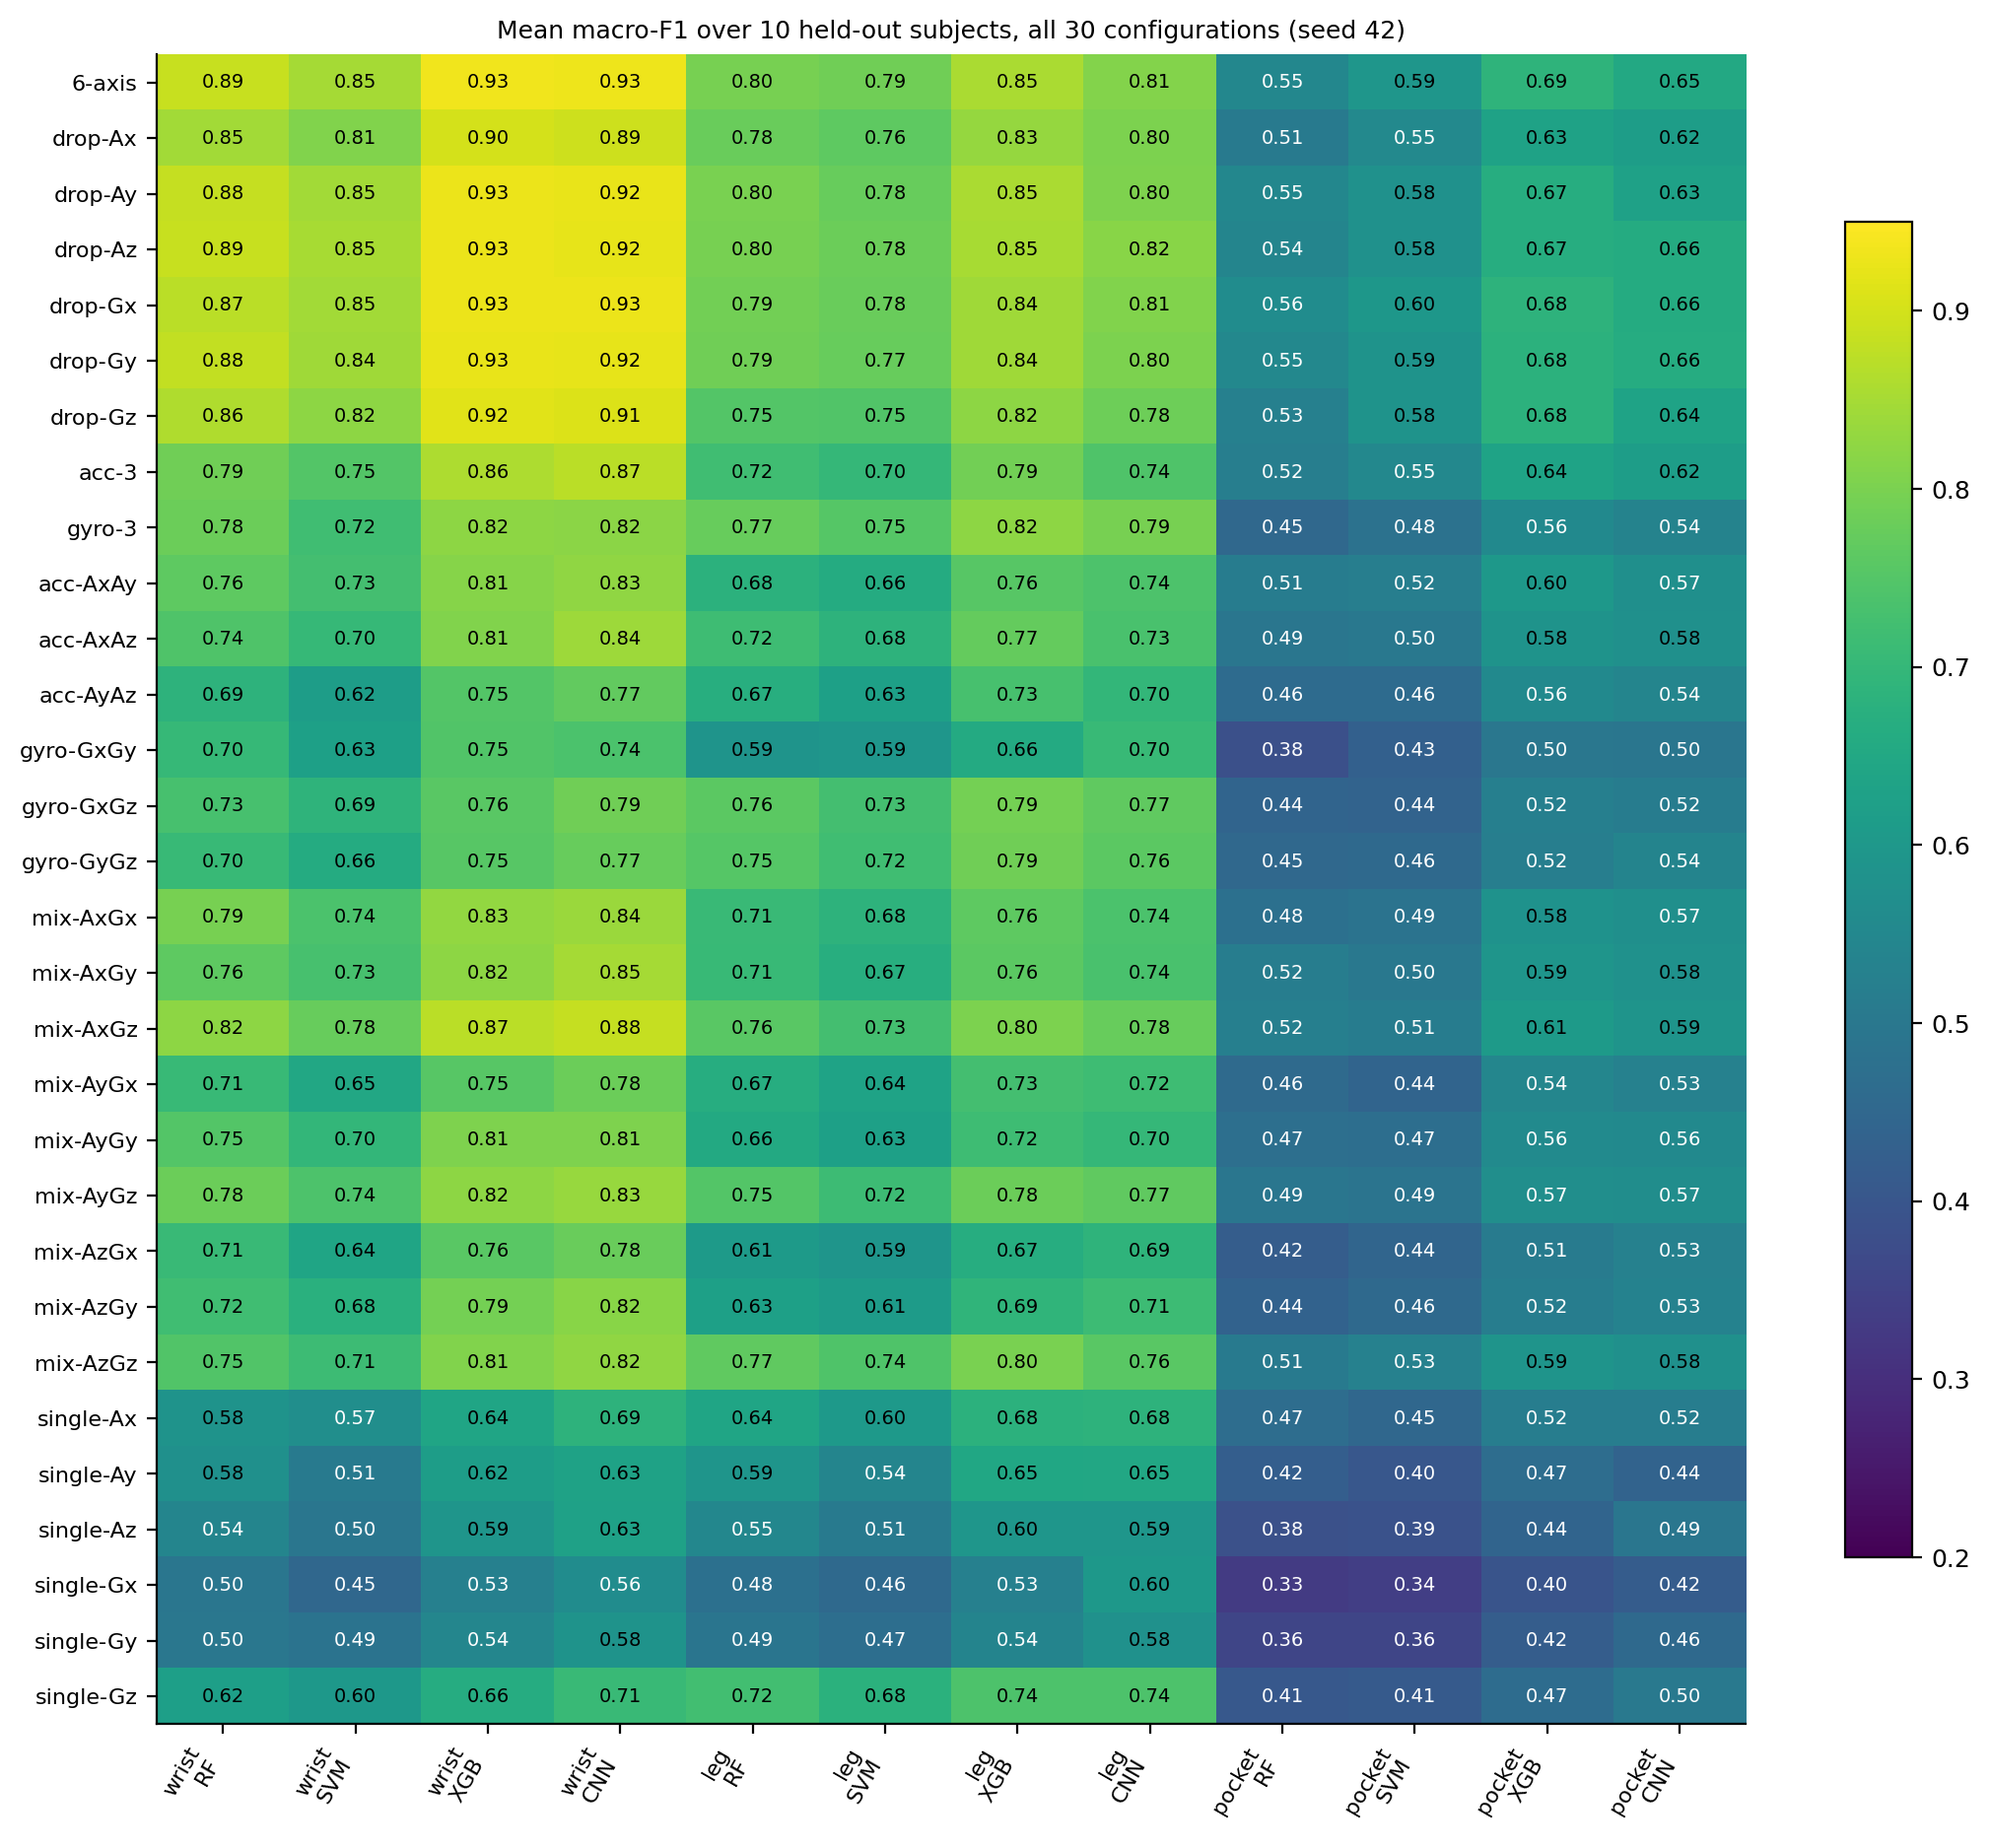 Mean macro-F1 over 10 held-out subjects, all 30 configurations (seed 42)
6-axis 0.89 0.85 0.93 0.93 0.80 0.79 0.85 0.81 0.55 0.59 0.69 0.65
drop-Ax 0.85 0.81 0.90 0.89 0.78 0.76 0.83 0.80 0.51 0.55 0.63 0.62
drop-Ay 0.88 0.85 0.93 0.92 0.80 0.78 0.85 0.80 0.55 0.58 0.67 0.63
drop-Az 0.89 0.85 0.93 0.92 0.80 0.78 0.85 0.82 0.54 0.58 0.67 0.66
drop-Gx 0.87 0.85 0.93 0.93 0.79 0.78 0.84 0.81 0.56 0.60 0.68 0.66
drop-Gy 0.88 0.84 0.93 0.92 0.79 0.77 0.84 0.80 0.55 0.59 0.68 0.66
drop-Gz 0.86 0.82 0.92 0.91 0.75 0.75 0.82 0.78 0.53 0.58 0.68 0.64
acc-3 0.79 0.75 0.86 0.87 0.72 0.70 0.79 0.74 0.52 0.55 0.64 0.62
gyro-3 0.78 0.72 0.82 0.82 0.77 0.75 0.82 0.79 0.45 0.48 0.56 0.54
acc-AxAy 0.76 0.73 0.81 0.83 0.68 0.66 0.76 0.74 0.51 0.52 0.60 0.57
acc-AxAz 0.74 0.70 0.81 0.84 0.72 0.68 0.77 0.73 0.49 0.50 0.58 0.58
acc-AyAz 0.69 0.62 0.75 0.77 0.67 0.63 0.73 0.70 0.46 0.46 0.56 0.54
gyro-GxGy 0.70 0.63 0.75 0.74 0.59 0.59 0.66 0.70 0.38 0.43 0.50 0.50
gyro-GxGz 0.73 0.69 0.76 0.79 0.76 0.73 0.79 0.77 0.44 0.44 0.52 0.52
gyro-GyGz 0.70 0.66 0.75 0.77 0.75 0.72 0.79 0.76 0.45 0.46 0.52 0.54
mix-AxGx 0.79 0.74 0.83 0.84 0.71 0.68 0.76 0.74 0.48 0.49 0.58 0.57
mix-AxGy 0.76 0.73 0.82 0.85 0.71 0.67 0.76 0.74 0.52 0.50 0.59 0.58
mix-AxGz 0.82 0.78 0.87 0.88 0.76 0.73 0.80 0.78 0.52 0.51 0.61 0.59
mix-AyGx 0.71 0.65 0.75 0.78 0.67 0.64 0.73 0.72 0.46 0.44 0.54 0.53
mix-AyGy 0.75 0.70 0.81 0.81 0.66 0.63 0.72 0.70 0.47 0.47 0.56 0.56
mix-AyGz 0.78 0.74 0.82 0.83 0.75 0.72 0.78 0.77 0.49 0.49 0.57 0.57
mix-AzGx 0.71 0.64 0.76 0.78 0.61 0.59 0.67 0.69 0.42 0.44 0.51 0.53
mix-AzGy 0.72 0.68 0.79 0.82 0.63 0.61 0.69 0.71 0.44 0.46 0.52 0.53
mix-AzGz 0.75 0.71 0.81 0.82 0.77 0.74 0.80 0.76 0.51 0.53 0.59 0.58
single-Ax 0.58 0.57 0.64 0.69 0.64 0.60 0.68 0.68 0.47 0.45 0.52 0.52
single-Ay 0.58 0.51 0.62 0.63 0.59 0.54 0.65 0.65 0.42 0.40 0.47 0.44
single-Az 0.54 0.50 0.59 0.63 0.55 0.51 0.60 0.59 0.38 0.39 0.44 0.49
single-Gx 0.50 0.45 0.53 0.56 0.48 0.46 0.53 0.60 0.33 0.34 0.40 0.42
single-Gy 0.50 0.49 0.54 0.58 0.49 0.47 0.54 0.58 0.36 0.36 0.42 0.46
single-Gz 0.62 0.60 0.66 0.71 0.72 0.68 0.74 0.74 0.41 0.41 0.47 0.50
wrist
RF
wrist
SVM
wrist
XGB
wrist
CNN
leg
RF
leg
SVM
leg
XGB
leg
CNN
pocket
RF
pocket
SVM
pocket
XGB
pocket
CNN
0.9
0.8
0.7
0.6
0.5
0.4
0.3
0.2